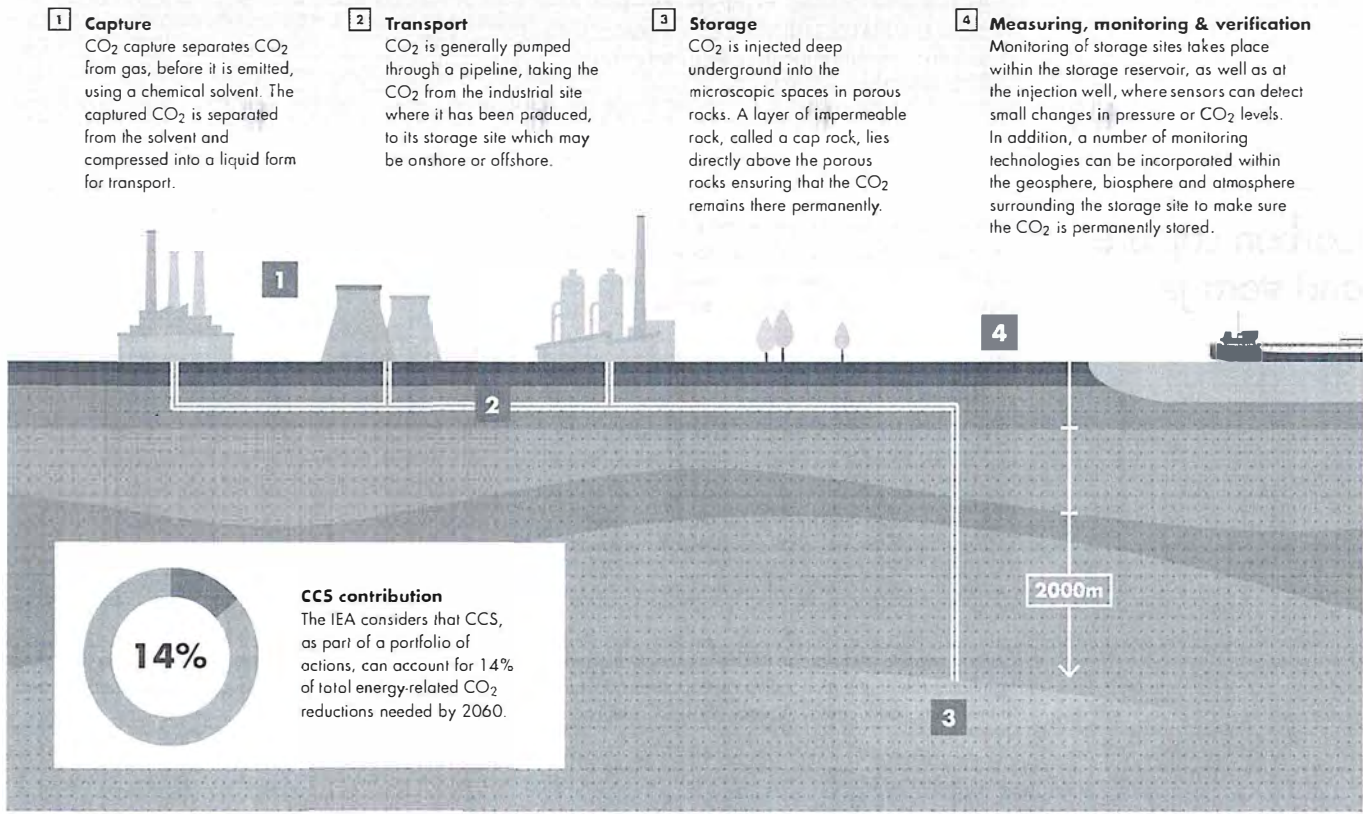 1 Capture
CO2 capture separates CO2
from gas, before it is emitted,
using a chemical solvent. The
captured CO2 is separated
from the solvent and
compressed into a liquid form
for transport.
2 Transport
CO2 is generally pumped
through a pipeline, taking the
CO2 from the industrial site
where it has been produced,
to its storage site which may
be onshore or offshore.
3 Storage
CO2 is injected deep
underground into the
microscopic spaces in porous
rocks. A layer of impermeable
rock, called a cap rock, lies
directly above the porous
rocks ensuring that the CO2
remains there permanently.
4 Measuring, monitoring & verification
Monitoring of storage sites takes place
within the storage reservoir, as well as at
the injection well, where sensors can detect
small changes in pressure or CO2 levels.
In addition, a number of monitoring
technologies can be incorporated within
the geosphere, biosphere and atmosphere
surrounding the storage site to make sure
the CO2 is permanently stored.
1
4
2
2000m
3
14%
CCS contribution
The IEA considers that CCS,
as part of a portfolio of
actions, can account for 14%
of total energy-related CO2
reductions needed by 2060.